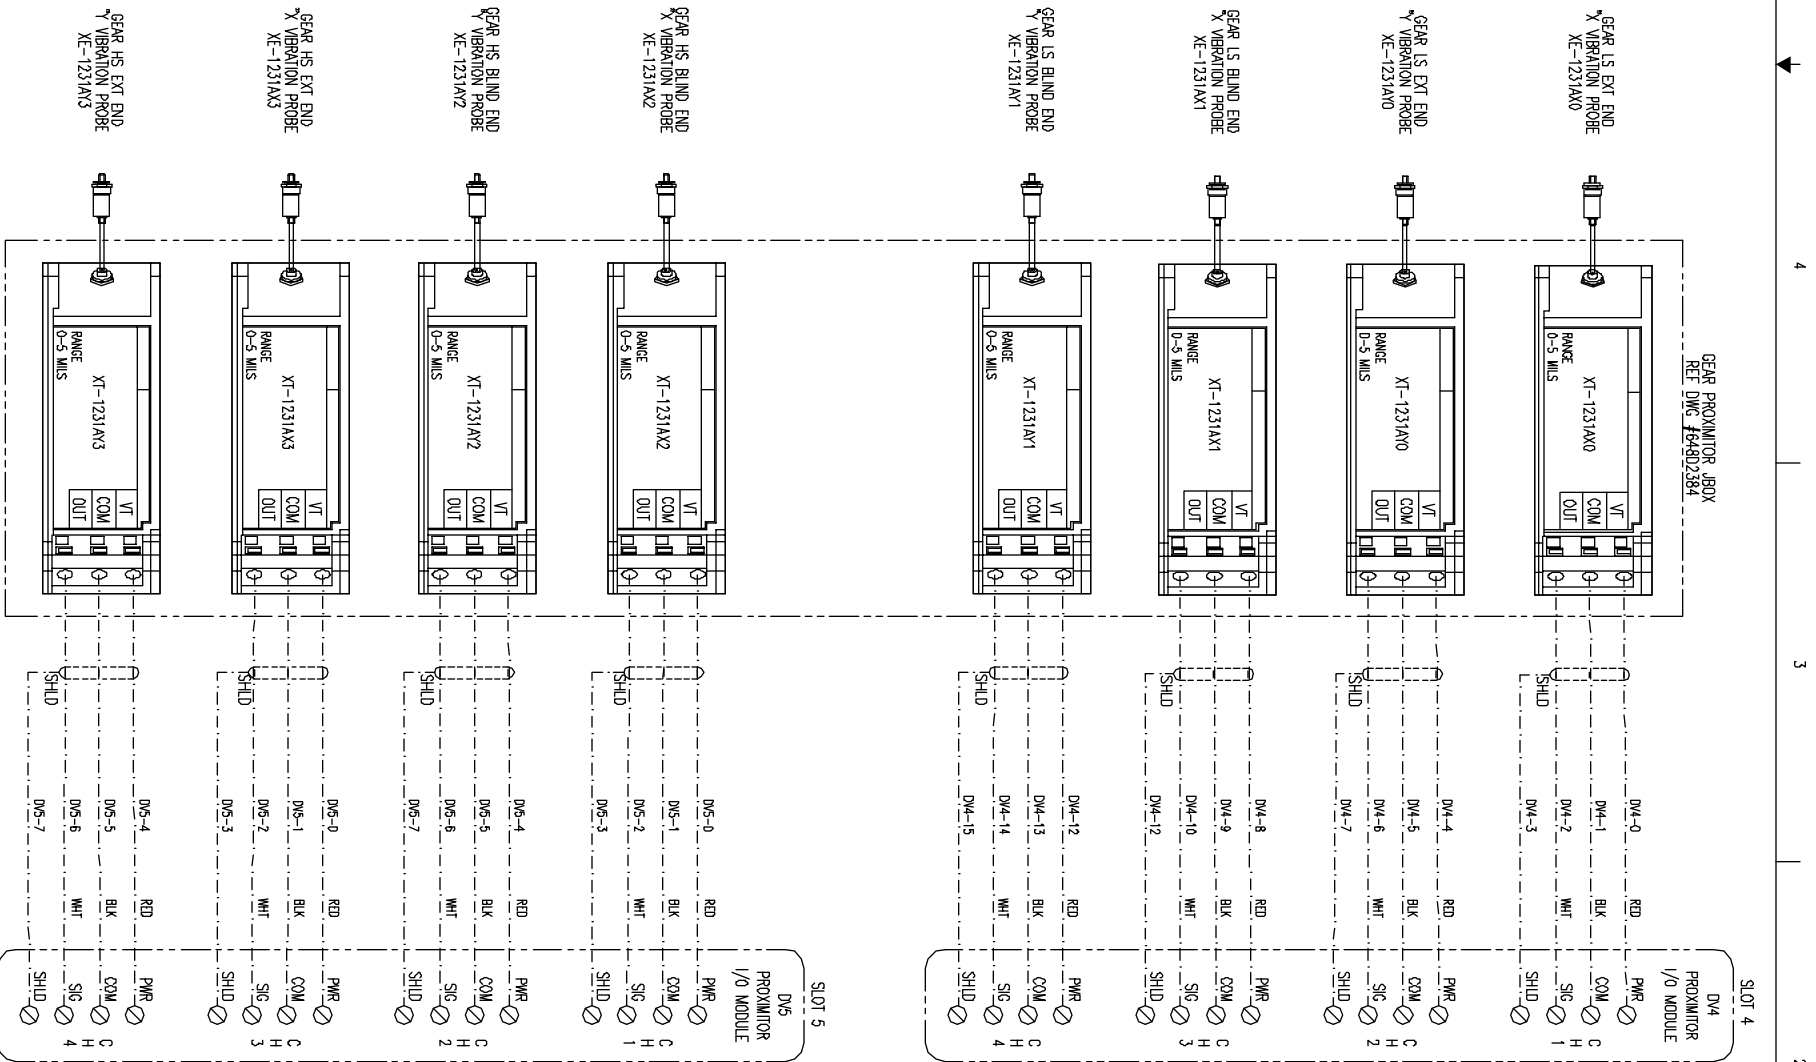 4
3
2
GEAR PROXIMITOR JBOX
REF DWG #648D2384
SLOT 4
DV4
PROXIMITOR
I/O MODULE
GEAR LS EXT END
"X" VIBRATION PROBE
XE-1231AX0
XT-1231AX0
RANGE
0-5 MILS
VT
COM
OUT
SHLD
DV4-0 RED PWR
DV4-1 BLK COM
DV4-2 WHT SIG
DV4-3 SHLD
C
H
1
GEAR LS EXT END
"Y" VIBRATION PROBE
XE-1231AY0
XT-1231AY0
RANGE
0-5 MILS
VT
COM
OUT
SHLD
DV4-4 RED PWR
DV4-5 BLK COM
DV4-6 WHT SIG
DV4-7 SHLD
C
H
2
GEAR LS BLIND END
"X" VIBRATION PROBE
XE-1231AX1
XT-1231AX1
RANGE
0-5 MILS
VT
COM
OUT
SHLD
DV4-8 RED PWR
DV4-9 BLK COM
DV4-10 WHT SIG
DV4-12 SHLD
C
H
3
GEAR LS BLIND END
"Y" VIBRATION PROBE
XE-1231AY1
XT-1231AY1
RANGE
0-5 MILS
VT
COM
OUT
SHLD
DV4-12 RED PWR
DV4-13 BLK COM
DV4-14 WHT SIG
DV4-15 SHLD
C
H
4
SLOT 5
DV5
PROXIMITOR
I/O MODULE
GEAR HS BLIND END
"X" VIBRATION PROBE
XE-1231AX2
XT-1231AX2
RANGE
0-5 MILS
VT
COM
OUT
SHLD
DV5-0 RED PWR
DV5-1 BLK COM
DV5-2 WHT SIG
DV5-3 SHLD
C
H
1
GEAR HS BLIND END
"Y" VIBRATION PROBE
XE-1231AY2
XT-1231AY2
RANGE
0-5 MILS
VT
COM
OUT
SHLD
DV5-4 RED PWR
DV5-5 BLK COM
DV5-6 WHT SIG
DV5-7 SHLD
C
H
2
GEAR HS EXT END
"X" VIBRATION PROBE
XE-1231AX3
XT-1231AX3
RANGE
0-5 MILS
VT
COM
OUT
SHLD
DV5-0 RED PWR
DV5-1 BLK COM
DV5-2 WHT SIG
DV5-3 SHLD
C
H
3
GEAR HS EXT END
"Y" VIBRATION PROBE
XE-1231AY3
XT-1231AY3
RANGE
0-5 MILS
VT
COM
OUT
SHLD
DV5-4 RED PWR
DV5-5 BLK COM
DV5-6 WHT SIG
DV5-7 SHLD
C
H
4